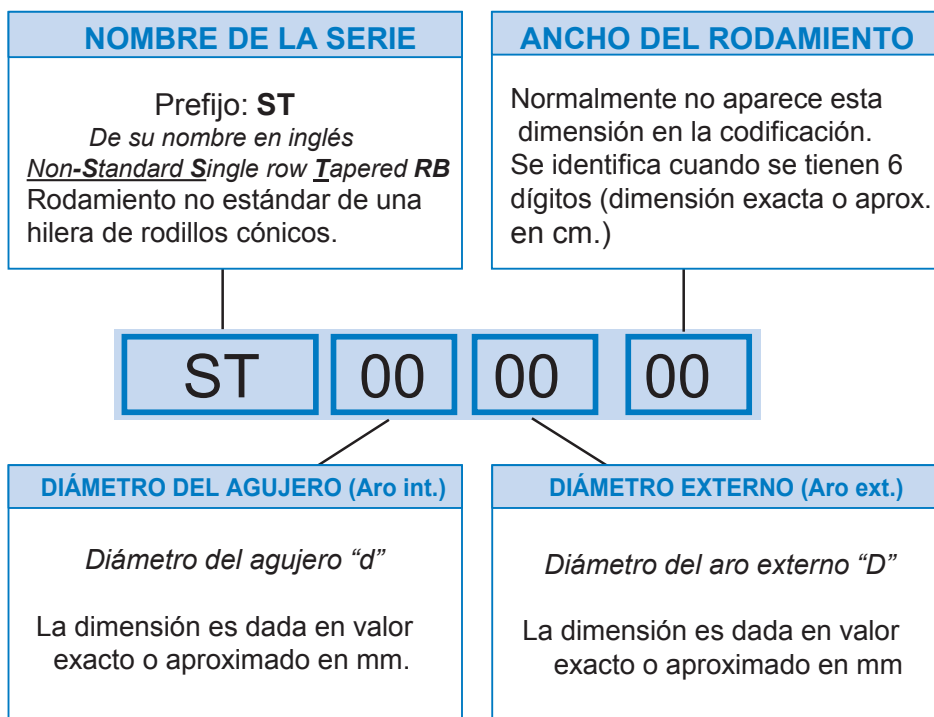 NOMBRE DE LA SERIE
Prefijo: ST
De su nombre en inglés
Non-Standard Single row Tapered RB
Rodamiento no estándar de una
hilera de rodillos cónicos.
ANCHO DEL RODAMIENTO
Normalmente no aparece esta
dimensión en la codificación.
Se identifica cuando se tienen 6
dígitos (dimensión exacta o aprox.
en cm.)
ST 00 00 00
DIÁMETRO DEL AGUJERO (Aro int.)
Diámetro del agujero “d”
La dimensión es dada en valor
exacto o aproximado en mm.
DIÁMETRO EXTERNO (Aro ext.)
Diámetro del aro externo “D”
La dimensión es dada en valor
exacto o aproximado en mm